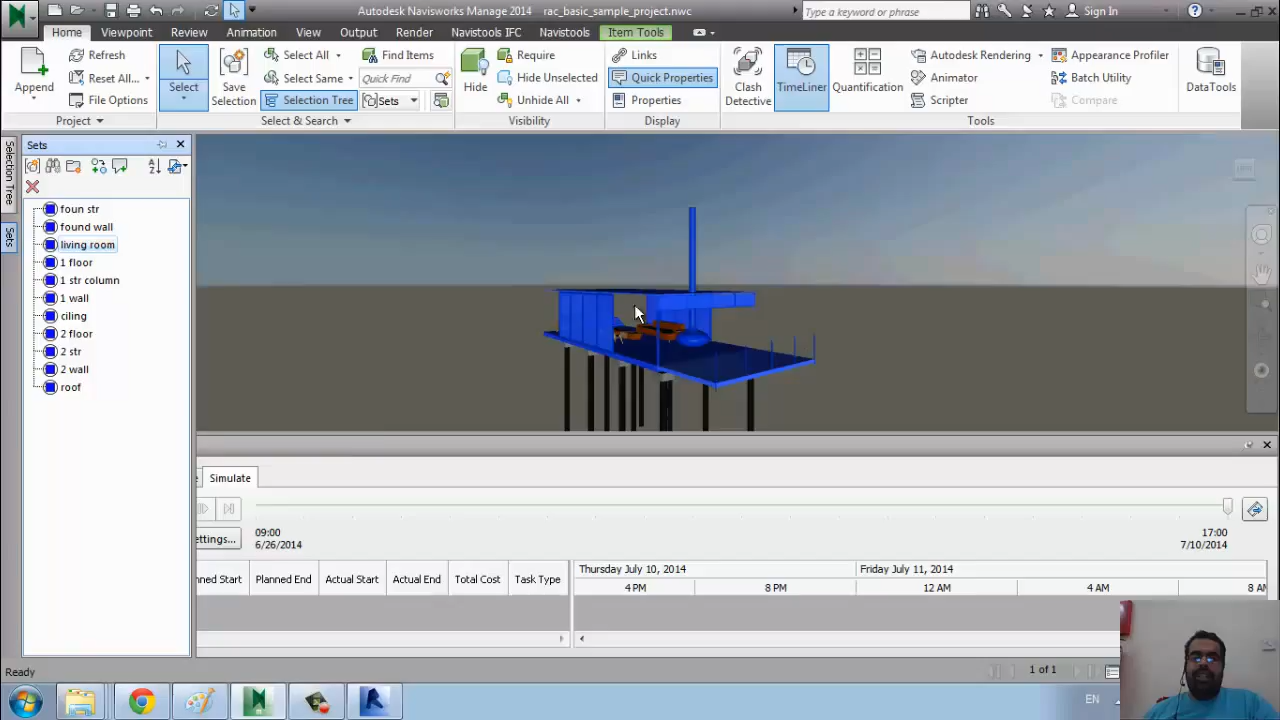 Autodesk Navisworks Manage 2014 rac_basic_sample_project.nwc
Type a keyword or phrase
Sign In
Home Viewpoint Review Animation View Output Render Navistools IFC Navistools Item Tools
Append
Refresh
Reset All...
File Options
Project
Select
Save Selection
Select All
Select Same
Selection Tree
Find Items
Quick Find
Sets
Select & Search
Hide
Require
Hide Unselected
Unhide All
Visibility
Links
Quick Properties
Properties
Display
Clash Detective
TimeLiner
Quantification
Autodesk Rendering
Animator
Scripter
Appearance Profiler
Batch Utility
Compare
Tools
DataTools
Selection Tree
Sets
Sets
foun str
found wall
living room
1 floor
1 str column
1 wall
ciling
2 floor
2 str
2 wall
roof
Simulate
ettings...
09:00
6/26/2014
17:00
7/10/2014
nned Start Planned End Actual Start Actual End Total Cost Task Type
Thursday July 10, 2014 Friday July 11, 2014
4 PM 8 PM 12 AM 4 AM 8 AM
Ready
1 of 1
EN